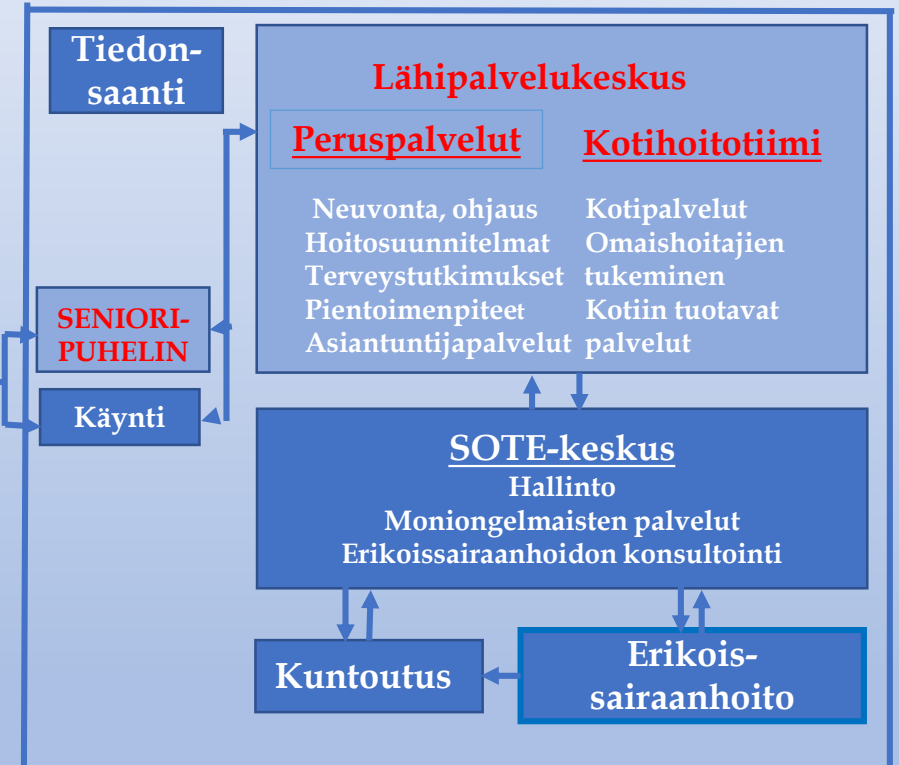 Tiedon-
saanti
Lähipalvelukeskus
Peruspalvelut
Neuvonta, ohjaus
Hoitosuunnitelmat
Terveystutkimukset
Pientoimenpiteet
Asiantuntijapalvelut
Kotihoitotiimi
Kotipalvelut
Omaishoitajien
tukeminen
Kotiin tuotavat
palvelut
SENIORI-
PUHELIN
Käynti
SOTE-keskus
Hallinto
Moniongelmaisten palvelut
Erikoissairaanhoidon konsultointi
Kuntoutus
Erikois-
sairaanhoito